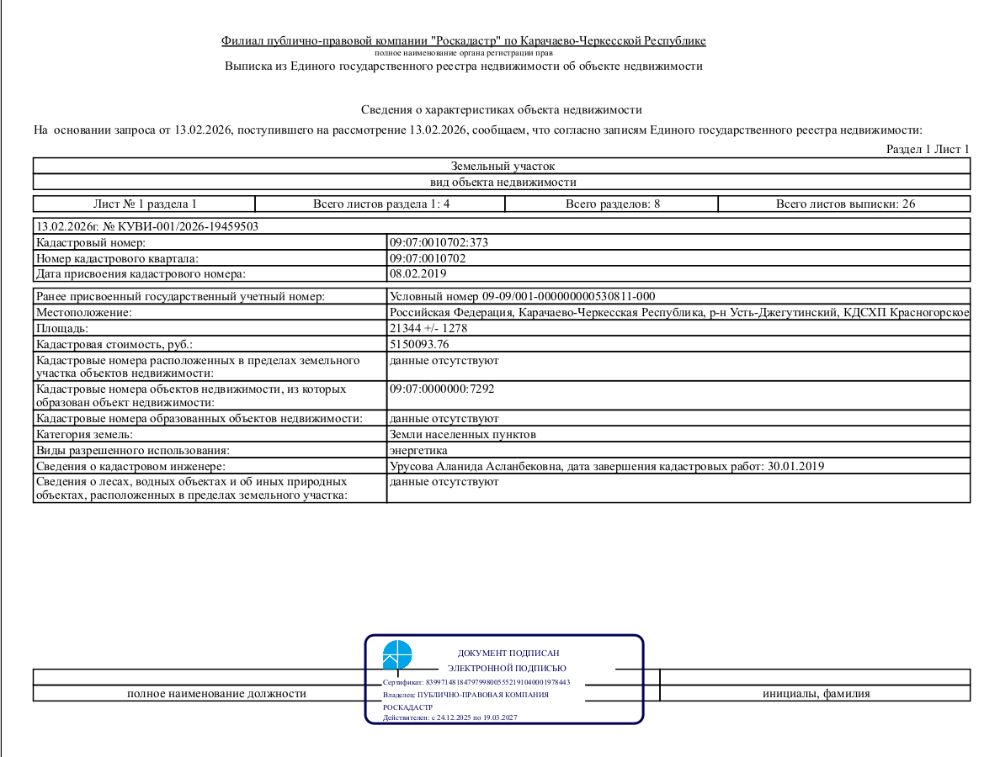 Филиал публично-правовой компании "Роскадастр" по Карачаево-Черкесской Республике
полное наименование органа регистрации прав
Выписка из Единого государственного реестра недвижимости об объекте недвижимости
Сведения о характеристиках объекта недвижимости
На основании запроса от 13.02.2026, поступившего на рассмотрение 13.02.2026, сообщаем, что согласно записям Единого государственного реестра недвижимости:
Раздел 1 Лист 1
Земельный участок
вид объекта недвижимости
Лист № 1 раздела 1 Всего листов раздела 1: 4 Всего разделов: 8 Всего листов выписки: 26
13.02.2026г. № КУВИ-001/2026-19459503
Кадастровый номер: 09:07:0010702:373
Номер кадастрового квартала: 09:07:0010702
Дата присвоения кадастрового номера: 08.02.2019
Ранее присвоенный государственный учетный номер: Условный номер 09-09/001-000000000530811-000
Местоположение: Российская Федерация, Карачаево-Черкесская Республика, р-н Усть-Джегутинский, КДСХП Красногорское
Площадь: 21344 +/- 1278
Кадастровая стоимость, руб.: 5150093.76
Кадастровые номера расположенных в пределах земельного данные отсутствуют
участка объектов недвижимости:
Кадастровые номера объектов недвижимости, из которых 09:07:0000000:7292
образован объект недвижимости:
Кадастровые номера образованных объектов недвижимости: данные отсутствуют
Категория земель: Земли населенных пунктов
Виды разрешенного использования: энергетика
Сведения о кадастровом инженере: Урусова Аланида Асланбековна, дата завершения кадастровых работ: 30.01.2019
Сведения о лесах, водных объектах и об иных природных данные отсутствуют
объектах, расположенных в пределах земельного участка:
ДОКУМЕНТ ПОДПИСАН
ЭЛЕКТРОННОЙ ПОДПИСЬЮ
Сертификат: 83997148184797998005552191040001978443
полное наименование должности Владелец: ПУБЛИЧНО-ПРАВОВАЯ КОМПАНИЯ инициалы, фамилия
РОСКАДАСТР
Действителен: с 24.12.2025 по 19.03.2027